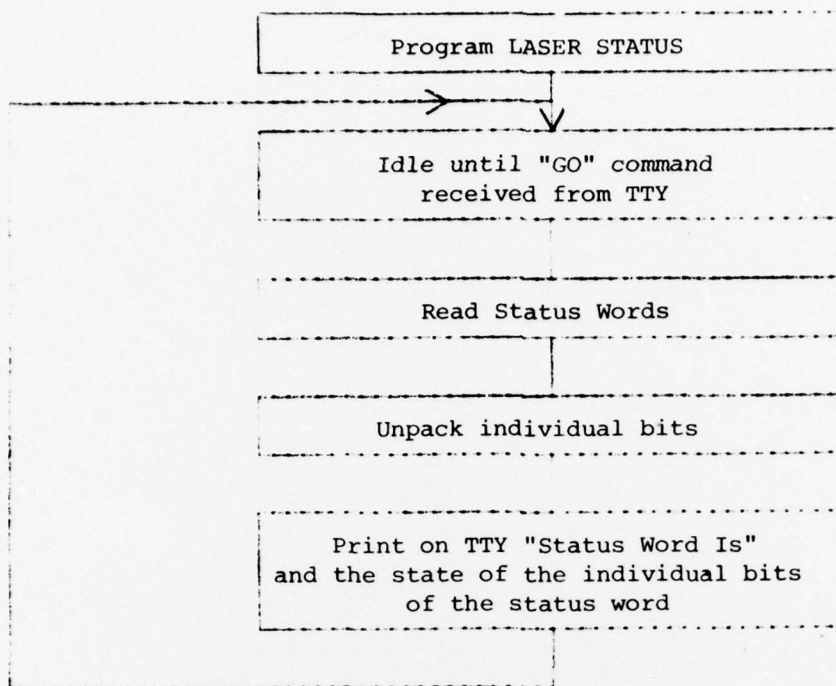 Program LASER STATUS
Idle until "GO" command
received from TTY
Read Status Words
Unpack individual bits
Print on TTY "Status Word Is"
and the state of the individual bits
of the status word